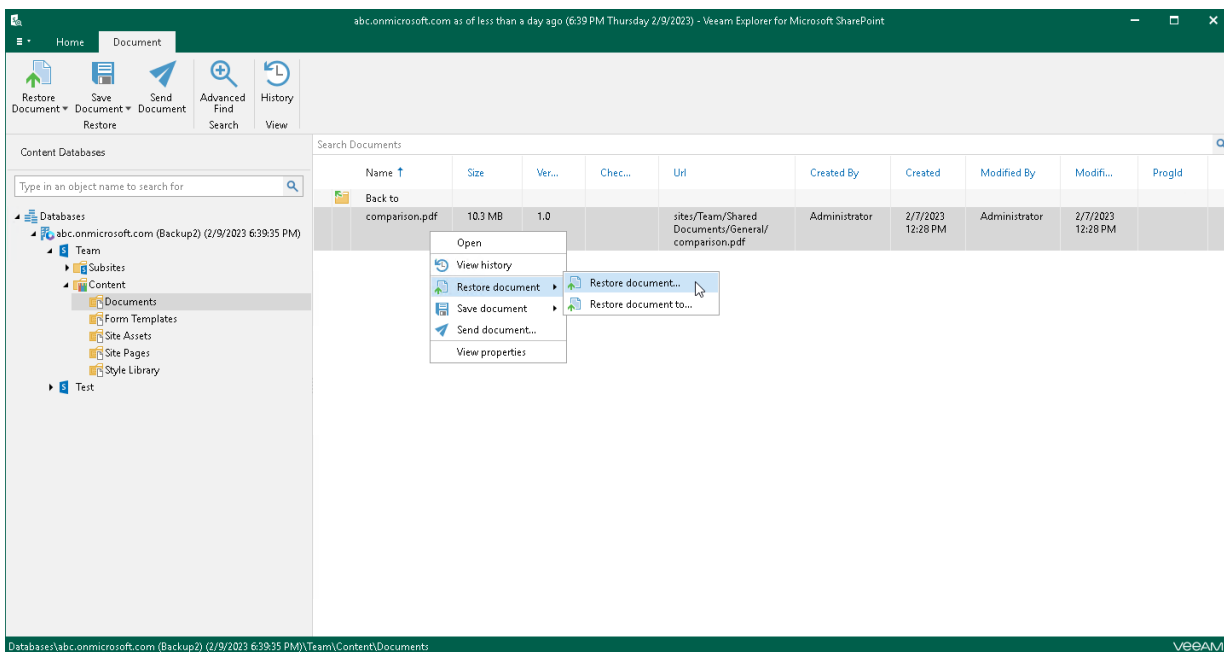 abc.onmicrosoft.com as of less than a day ago (6:39 PM Thursday 2/9/2023) - Veeam Explorer for Microsoft SharePoint
Home Document
Restore Document
Save Document
Send Document
Advanced Find
History
Restore Search View
Content Databases
Type in an object name to search for
Databases
abc.onmicrosoft.com (Backup2) (2/9/2023 6:39:35 PM)
Team
Subsites
Content
Documents
Form Templates
Site Assets
Site Pages
Style Library
Test
Search Documents
Name Size Ver... Chec... Url Created By Created Modified By Modifi... ProgId
Back to
comparison.pdf 10.3 MB 1.0 sites/Team/Shared Administrator 2/7/2023 Administrator 2/7/2023
Documents/General/ 12:28 PM 12:28 PM
comparison.pdf
Open
View history
Restore document
Save document
Send document...
View properties
Restore document...
Restore document to...
Databases\abc.onmicrosoft.com (Backup2) (2/9/2023 6:39:35 PM)\Team\Content\Documents
veeAM